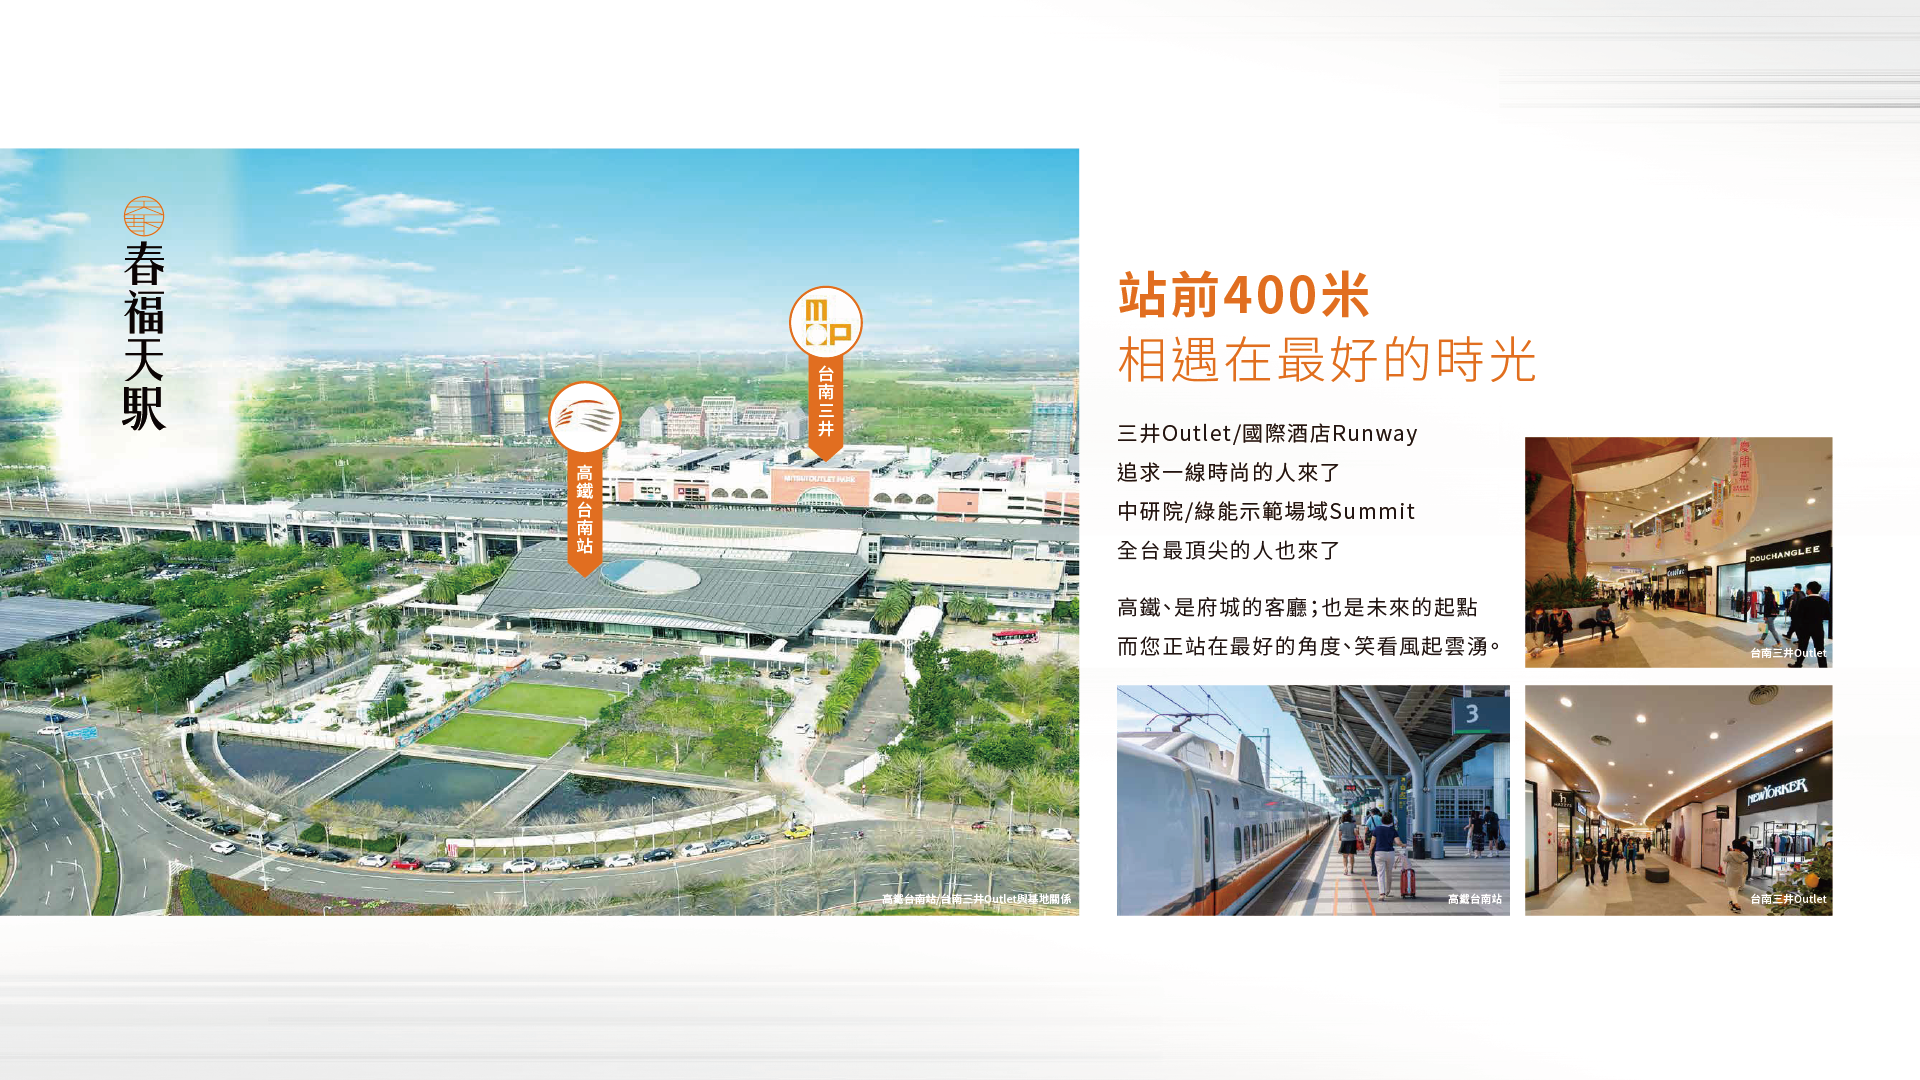 春福天駅
台南三井
高鐵台南站
MITSUI OUTLET PARK
高鐵台南站/台南三井Outlet與基地關係
站前400米
相遇在最好的時光
三井Outlet/國際酒店Runway
追求一線時尚的人來了
中研院/綠能示範場域Summit
全台最頂尖的人也來了
高鐵、是府城的客廳；也是未來的起點
而您正站在最好的角度、笑看風起雲湧。
DOUCHANGLEE
台南三井Outlet
3
高鐵台南站
NEW YORKER
台南三井Outlet